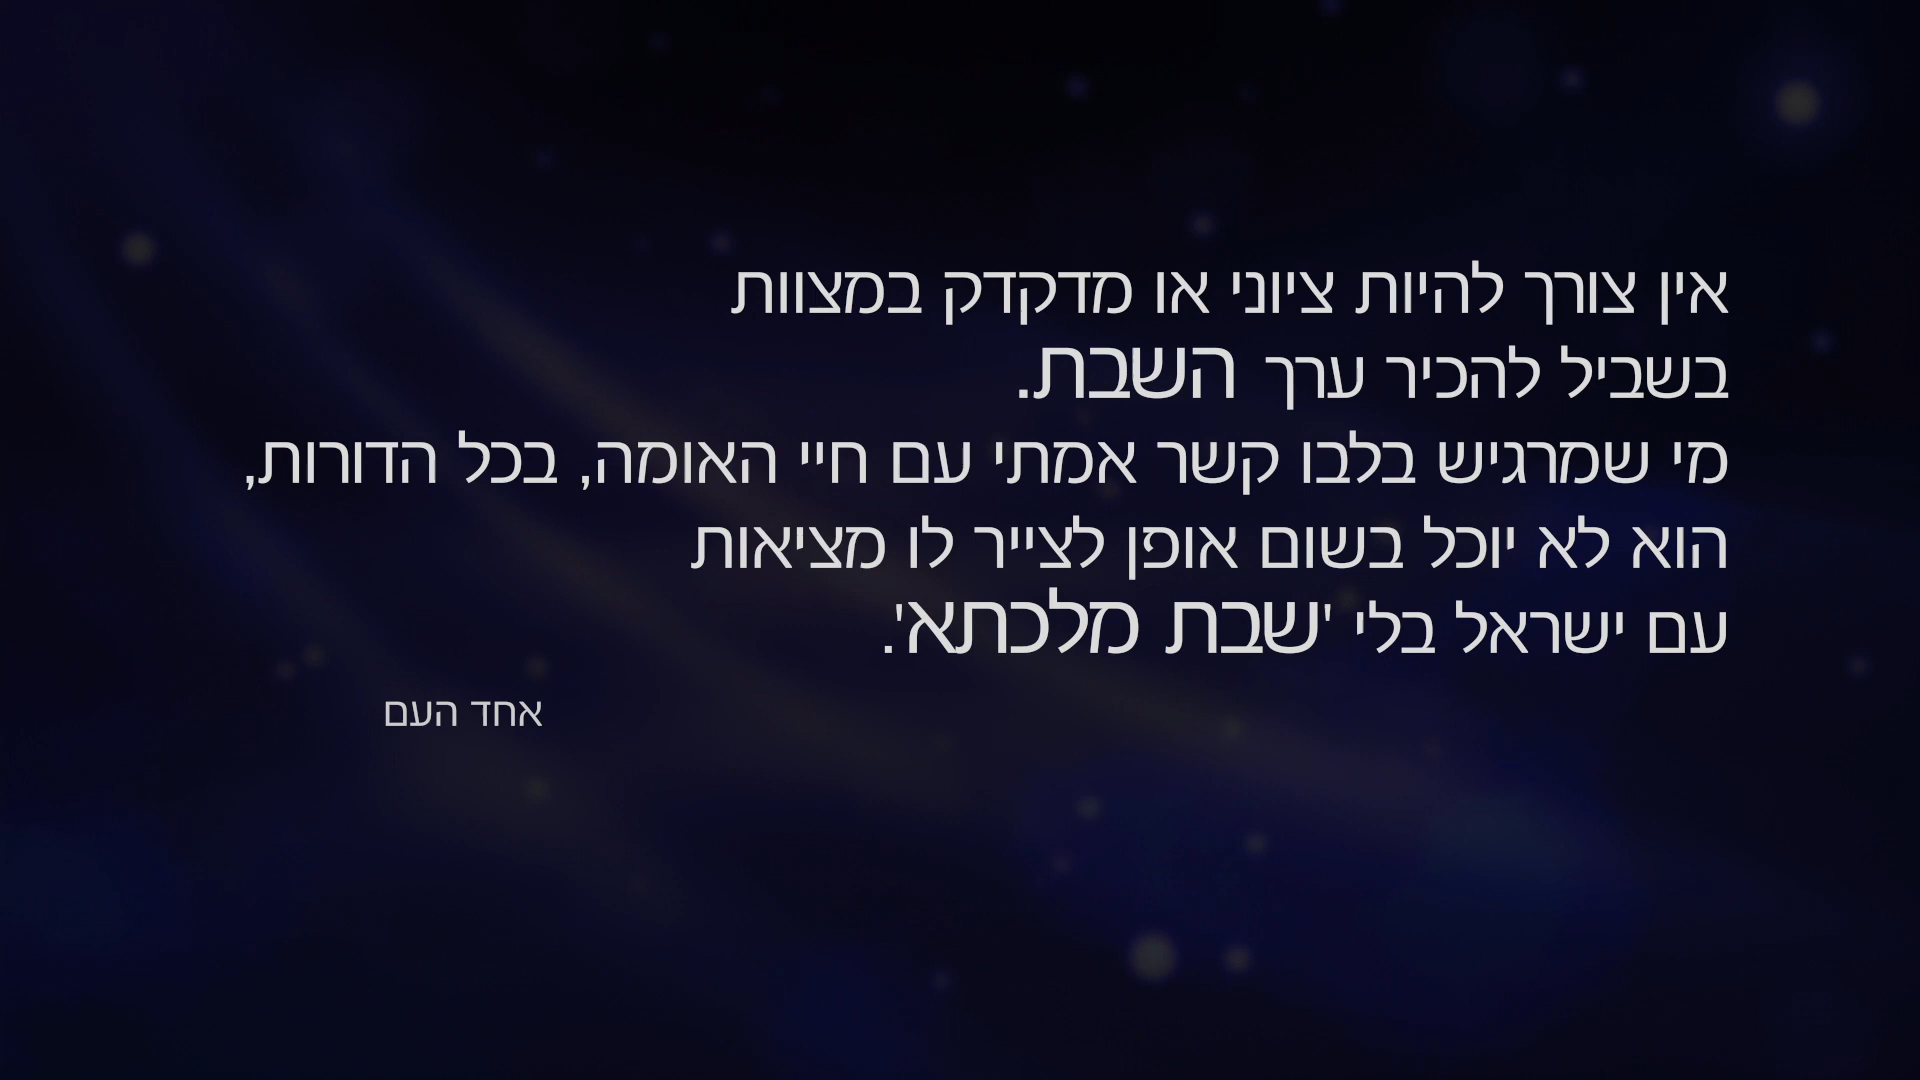 אין צורך להיות ציוני או מדקדק במצוות
בשביל להכיר ערך השבת.
מי שמרגיש בלבו קשר אמתי עם חיי האומה, בכל הדורות,
הוא לא יוכל בשום אופן לצייר לו מציאות
עם ישראל בלי 'שבת מלכתא'.
אחד העם